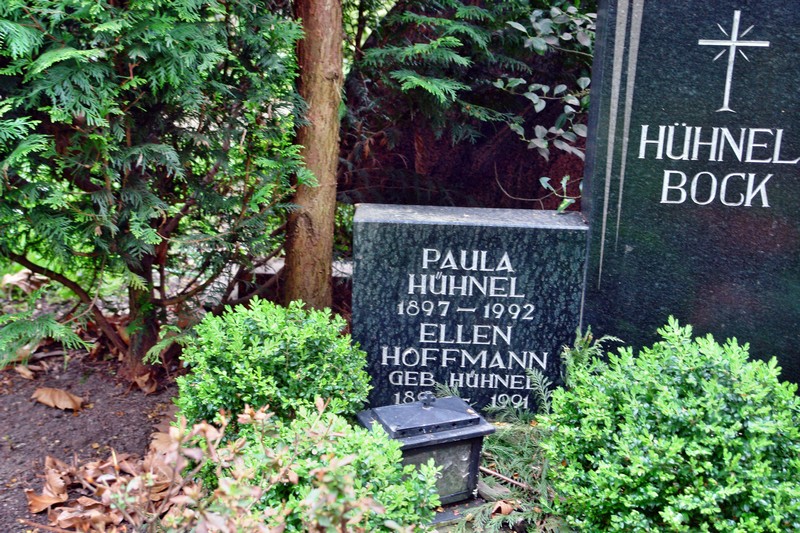 PAULA
HÜHNEL
1897 – 1992
ELLEN
HOFFMANN
GEB. HÜHNEL
1991
HÜHNEL
BOCK